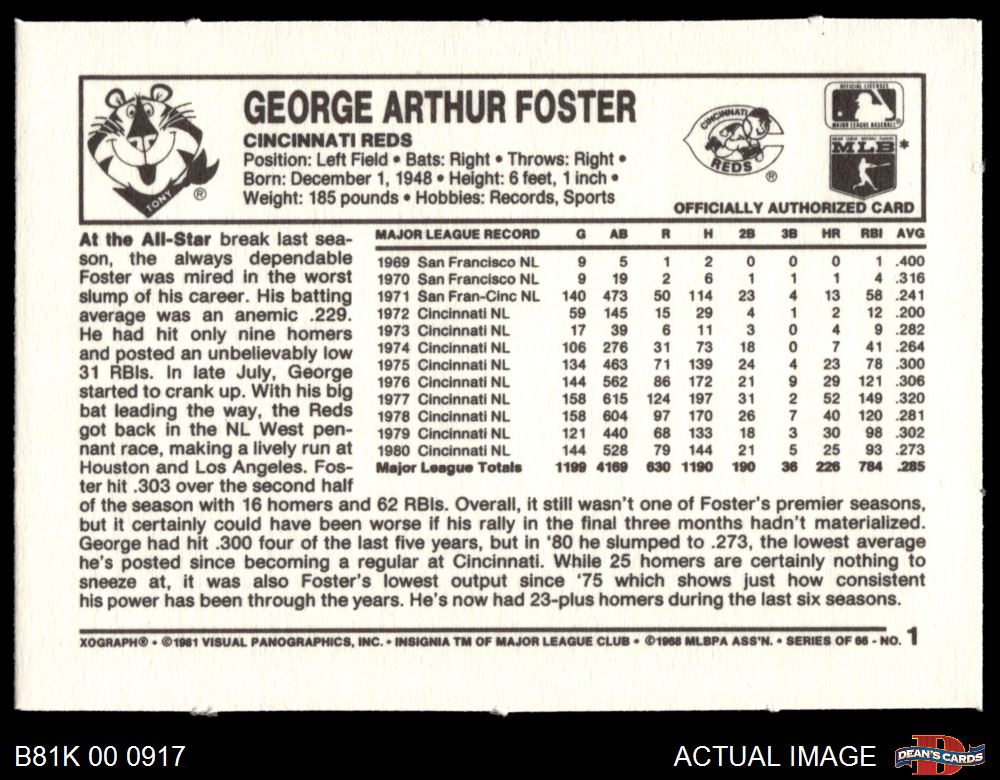 TONY
®
GEORGE ARTHUR FOSTER
CINCINNATI REDS
Position: Left Field • Bats: Right • Throws: Right •
Born: December 1, 1948 • Height: 6 feet, 1 inch •
Weight: 185 pounds • Hobbies: Records, Sports
CINCINNATI
REDS
®
OFFICIAL LICENSEE
MAJOR LEAGUE BASEBALL
MAJOR LEAGUE BASEBALL PLAYERS
MLB*
OFFICIALLY AUTHORIZED CARD
At the All-Star break last sea-
son, the always dependable
Foster was mired in the worst
slump of his career. His batting
average was an anemic .229.
He had hit only nine homers
and posted an unbelievably low
31 RBIs. In late July, George
started to crank up. With his big
bat leading the way, the Reds
got back in the NL West pen-
nant race, making a lively run at
Houston and Los Angeles. Fos-
ter hit .303 over the second half
MAJOR LEAGUE RECORD G AB R H 2B 3B HR RBI AVG
1969 San Francisco NL 9 5 1 2 0 0 0 1 .400
1970 San Francisco NL 9 19 2 6 1 1 1 4 .316
1971 San Fran-Cinc NL 140 473 50 114 23 4 13 58 .241
1972 Cincinnati NL 59 145 15 29 4 1 2 12 .200
1973 Cincinnati NL 17 39 6 11 3 0 4 9 .282
1974 Cincinnati NL 106 276 31 73 18 0 7 41 .264
1975 Cincinnati NL 134 463 71 139 24 4 23 78 .300
1976 Cincinnati NL 144 562 86 172 21 9 29 121 .306
1977 Cincinnati NL 158 615 124 197 31 2 52 149 .320
1978 Cincinnati NL 158 604 97 170 26 7 40 120 .281
1979 Cincinnati NL 121 440 68 133 18 3 30 98 .302
1980 Cincinnati NL 144 528 79 144 21 5 25 93 .273
Major League Totals 1199 4169 630 1190 190 36 226 784 .285
of the season with 16 homers and 62 RBIs. Overall, it still wasn't one of Foster's premier seasons,
but it certainly could have been worse if his rally in the final three months hadn't materialized.
George had hit .300 four of the last five years, but in '80 he slumped to .273, the lowest average
he's posted since becoming a regular at Cincinnati. While 25 homers are certainly nothing to
sneeze at, it was also Foster's lowest output since '75 which shows just how consistent
his power has been through the years. He's now had 23-plus homers during the last six seasons.
XOGRAPH® • ©1981 VISUAL PANOGRAPHICS, INC. • INSIGNIA TM OF MAJOR LEAGUE CLUB • ©1968 MLBPA ASS'N. • SERIES OF 66 - NO. 1
B81K 00 0917
ACTUAL IMAGE
DEAN'S CARDS